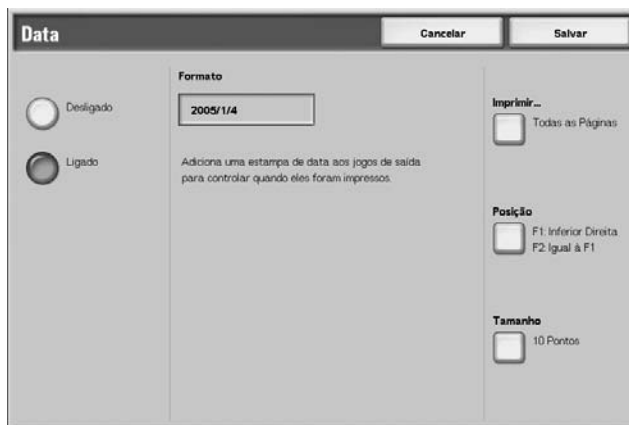 Data
Cancelar
Salvar
Desligado
Ligado
Formato
2005/1/4
Adiciona uma estampa de data aos jogos de saída
para controlar quando eles foram impressos.
Imprimir...
Todas as Páginas
Posição
F1: Inferior Direita
F2: Igual à F1
Tamanho
10 Pontos